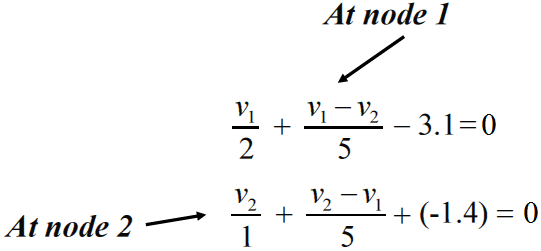 At node 1
v₁/2 + (v₁ − v₂)/5 − 3.1=0
At node 2
v₂/1 + (v₂ − v₁)/5 + (-1.4) = 0